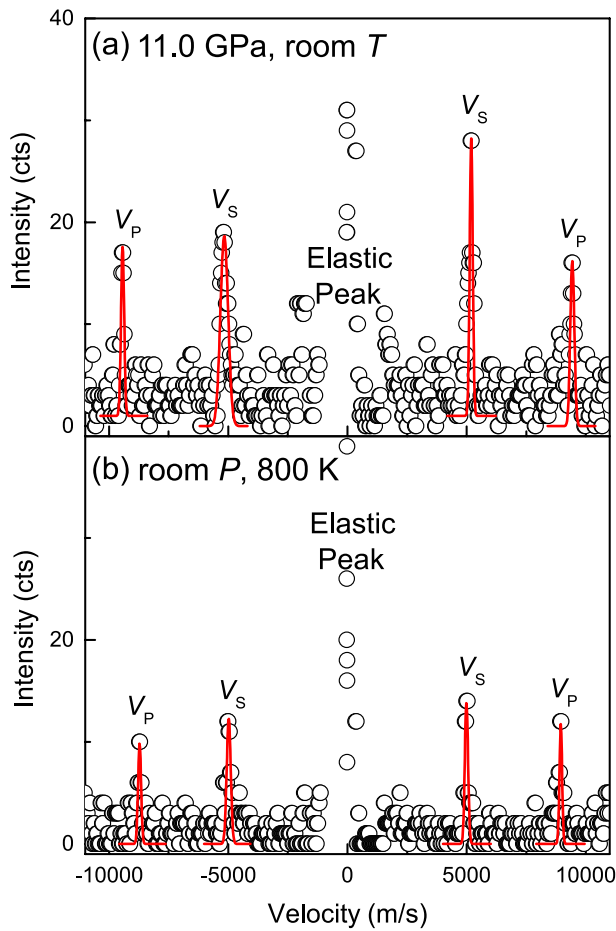 40
(a) 11.0 GPa, room T
V_S
V_P
V_S
V_P
Intensity (cts)
20
Elastic
Peak
0
(b) room P, 800 K
Elastic
Peak
Intensity (cts)
20
V_P
V_S
V_S
V_P
0
-10000 -5000 0 5000 10000
Velocity (m/s)